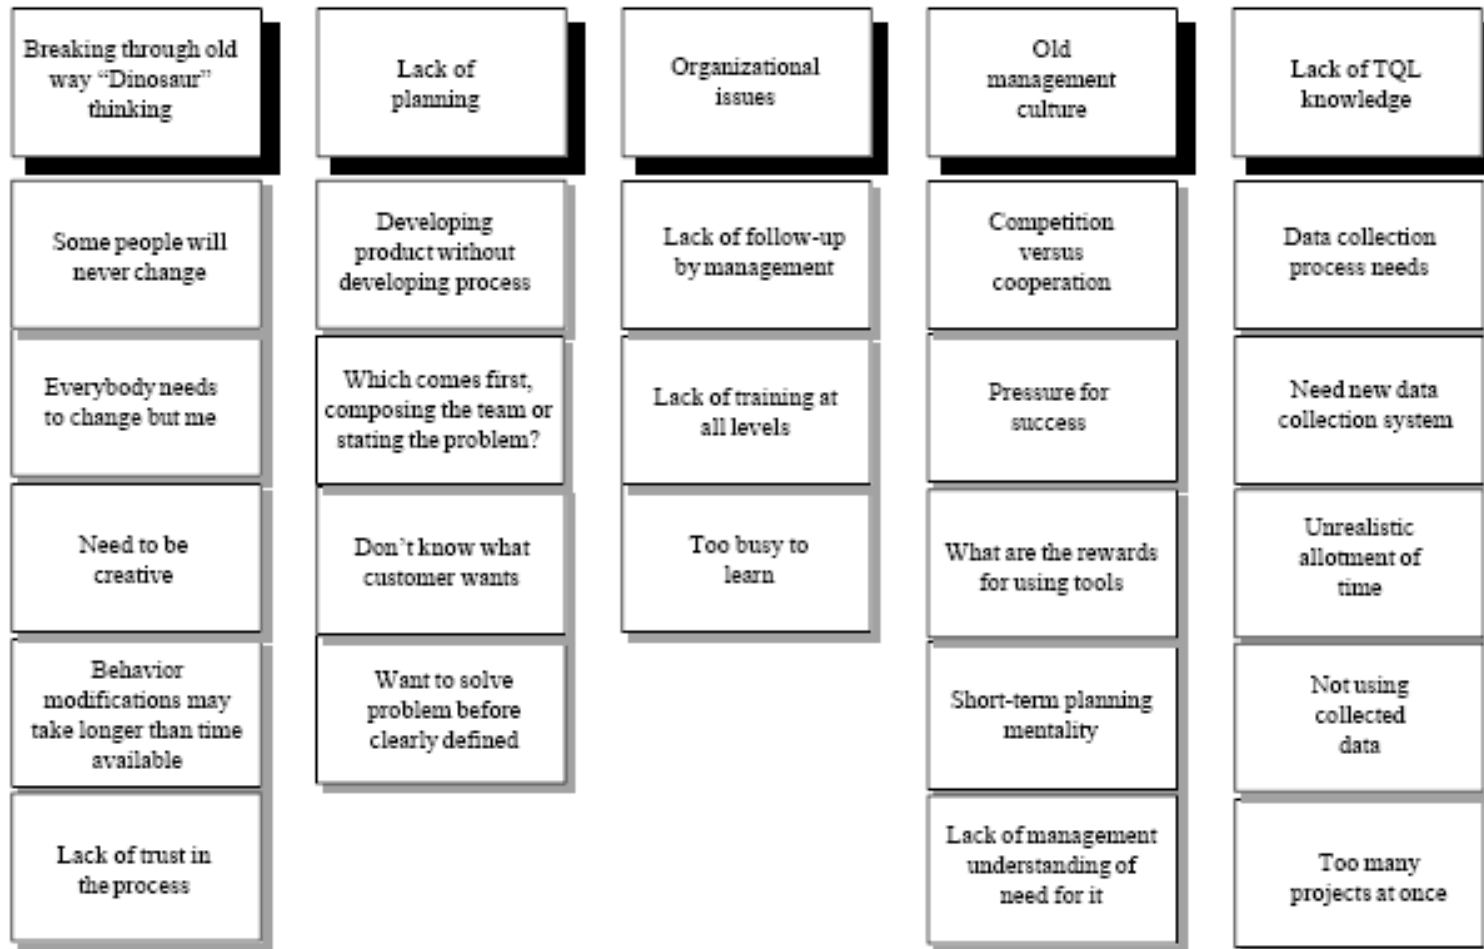 Breaking through old
way “Dinosaur”
thinking
Some people will
never change
Everybody needs
to change but me
Need to be
creative
Behavior
modifications may
take longer than time
available
Lack of trust in
the process
Lack of
planning
Developing
product without
developing process
Which comes first,
composing the team or
stating the problem?
Don’t know what
customer wants
Want to solve
problem before
clearly defined
Organizational
issues
Lack of follow-up
by management
Lack of training at
all levels
Too busy to
learn
Old
management
culture
Competition
versus
cooperation
Pressure for
success
What are the rewards
for using tools
Short-term planning
mentality
Lack of management
understanding of
need for it
Lack of TQL
knowledge
Data collection
process needs
Need new data
collection system
Unrealistic
allotment of
time
Not using
collected
data
Too many
projects at once